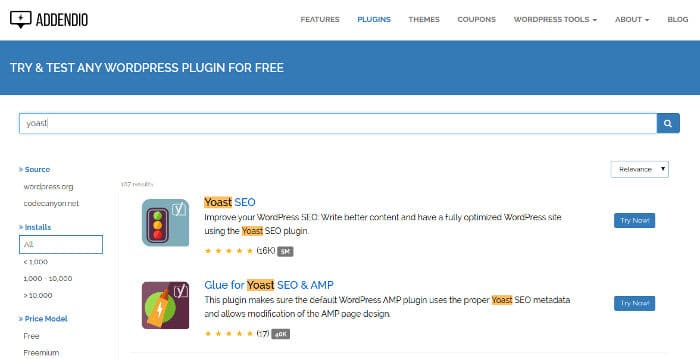 ADDENDIO
FEATURES PLUGINS THEMES COUPONS WORDPRESS TOOLS ABOUT BLOG
TRY & TEST ANY WORDPRESS PLUGIN FOR FREE
yoast
Source
wordpress.org
codecanyon.net
Installs
All
< 1,000
1,000 - 10,000
> 10,000
Price Model
Free
Freemium
Relevance
107 results
Yoast SEO
Improve your WordPress SEO: Write better content and have a fully optimized WordPress site
using the Yoast SEO plugin.
(16K) 5M
Try Now!
Glue for Yoast SEO & AMP
This plugin makes sure the default WordPress AMP plugin uses the proper Yoast SEO metadata
and allows modification of the AMP page design.
(17) 40K
Try Now!